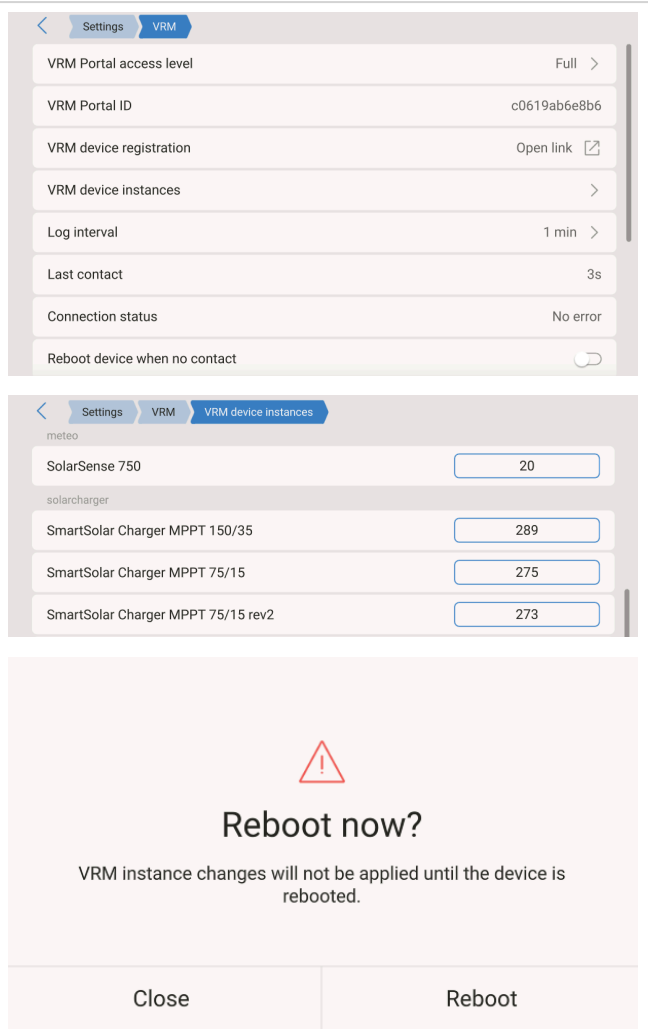 Settings VRM
VRM Portal access level Full
VRM Portal ID c0619ab6e8b6
VRM device registration Open link
VRM device instances
Log interval 1 min
Last contact 3s
Connection status No error
Reboot device when no contact
Settings VRM VRM device instances
meteo
SolarSense 750 20
solarcharger
SmartSolar Charger MPPT 150/35 289
SmartSolar Charger MPPT 75/15 275
SmartSolar Charger MPPT 75/15 rev2 273
Reboot now?
VRM instance changes will not be applied until the device is
rebooted.
Close Reboot